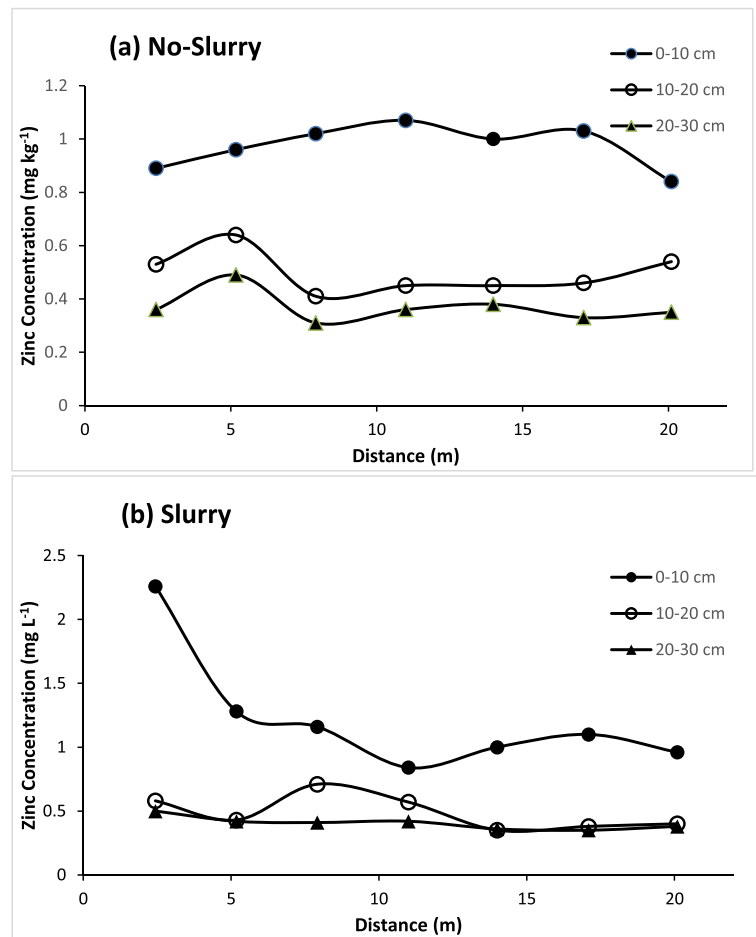 (a) No-Slurry
0-10 cm
10-20 cm
20-30 cm
Zinc Concentration (mg kg⁻¹)
1.2
1
0.8
0.6
0.4
0.2
0
0 5 10 15 20
Distance (m)
(b) Slurry
0-10 cm
10-20 cm
20-30 cm
Zinc Concentration (mg L⁻¹)
2.5
2
1.5
1
0.5
0
0 5 10 15 20
Distance (m)